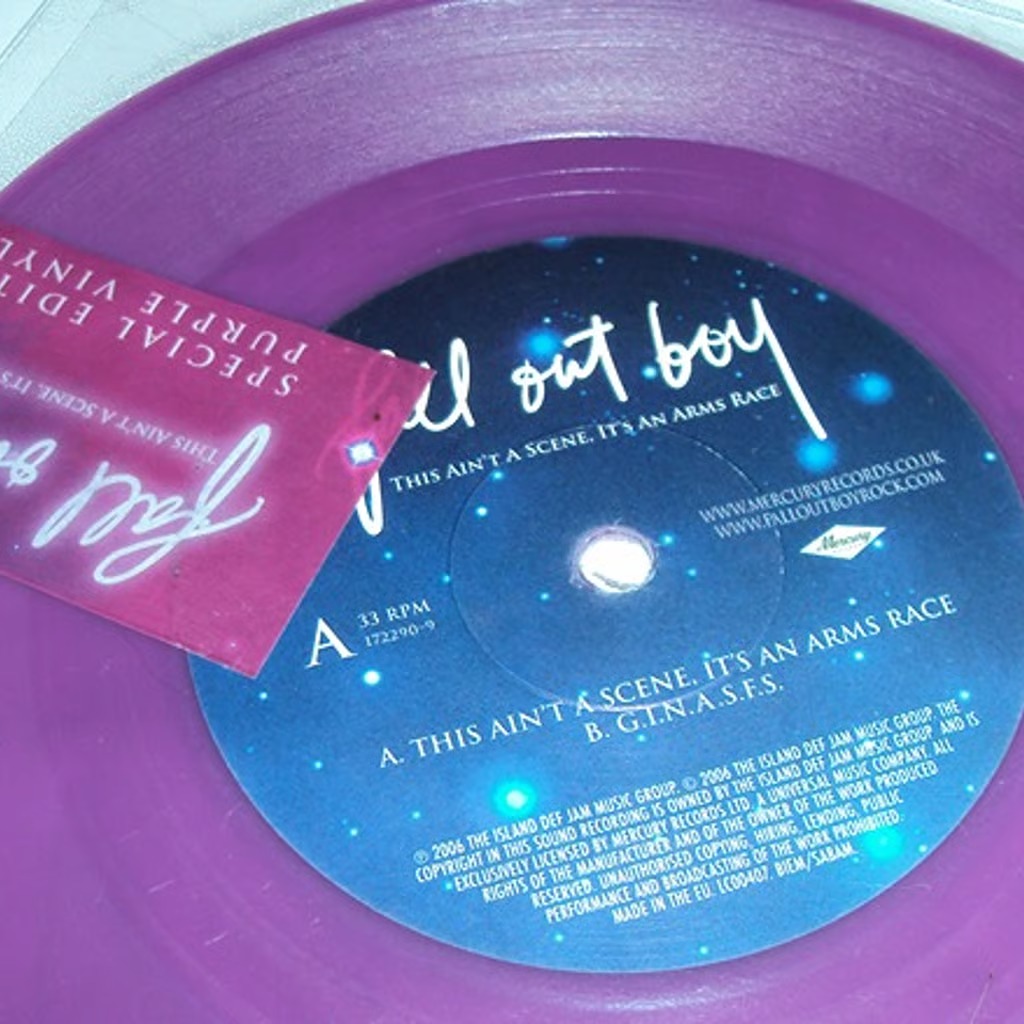 SPECIAL
PURPLE VINYL
THIS AIN'T A SCENE, IT'S
fall
out boy
THIS AIN'T A SCENE, IT'S AN ARMS RACE
WWW.MERCURYRECORDS.CO.UK
WWW.FALLOUTBOYROCK.COM
Mercury
A
33 RPM
172290-9
A. THIS AIN'T A SCENE, IT'S AN ARMS RACE
B. G.I.N.A.S.F.S.
℗ 2006 THE ISLAND DEF JAM MUSIC GROUP. © 2006 THE ISLAND DEF JAM MUSIC GROUP. THE
COPYRIGHT IN THIS SOUND RECORDING IS OWNED BY THE ISLAND DEF JAM MUSIC GROUP AND IS
EXCLUSIVELY LICENSED BY MERCURY RECORDS LTD. A UNIVERSAL MUSIC COMPANY. ALL
RIGHTS OF THE MANUFACTURER AND OF THE OWNER OF THE WORK PRODUCED
RESERVED. UNAUTHORISED COPYING, HIRING, LENDING, PUBLIC
PERFORMANCE AND BROADCASTING OF THE WORK PROHIBITED.
MADE IN THE EU. LC00407. BIEM/SABAM.